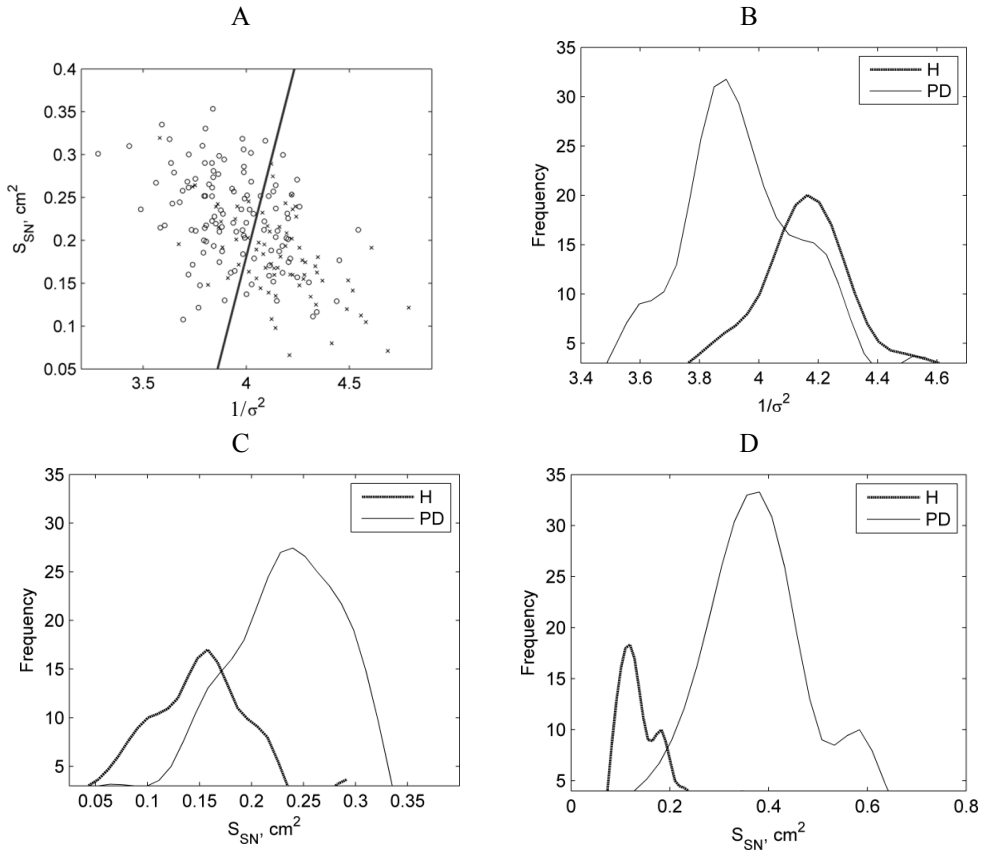 A
0.4
0.35
0.3
0.25
0.2
0.15
0.1
0.05
S_SN, cm²
3.5 4 4.5
1/σ²
B
35
30
25
20
15
10
5
Frequency
H
PD
3.4 3.6 3.8 4 4.2 4.4 4.6
1/σ²
C
35
30
25
20
15
10
5
Frequency
H
PD
0.05 0.1 0.15 0.2 0.25 0.3 0.35
S_SN, cm²
D
35
30
25
20
15
10
5
Frequency
H
PD
0 0.2 0.4 0.6 0.8
S_SN, cm²